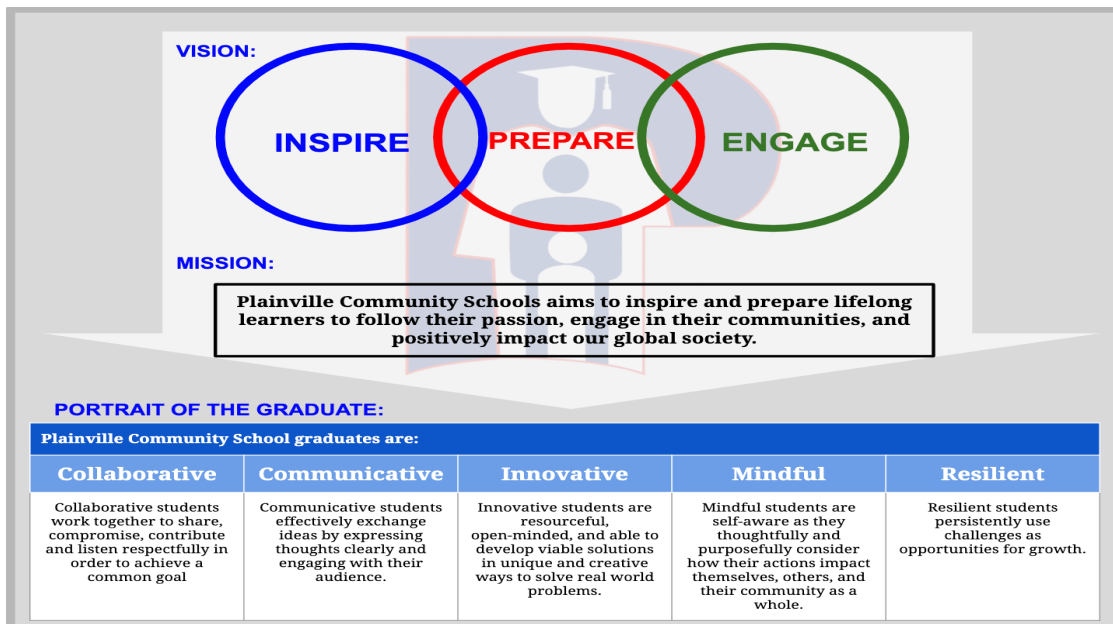 VISION:
INSPIRE PREPARE ENGAGE
MISSION:
Plainville Community Schools aims to inspire and prepare lifelong
learners to follow their passion, engage in their communities, and
positively impact our global society.
PORTRAIT OF THE GRADUATE:
Plainville Community School graduates are:
Collaborative
Collaborative students
work together to share,
compromise, contribute
and listen respectfully in
order to achieve a
common goal
Communicative
Communicative students
effectively exchange
ideas by expressing
thoughts clearly and
engaging with their
audience.
Innovative
Innovative students are
resourceful,
open-minded, and able to
develop viable solutions
in unique and creative
ways to solve real world
problems.
Mindful
Mindful students are
self-aware as they
thoughtfully and
purposefully consider
how their actions impact
themselves, others, and
their community as a
whole.
Resilient
Resilient students
persistently use
challenges as
opportunities for growth.